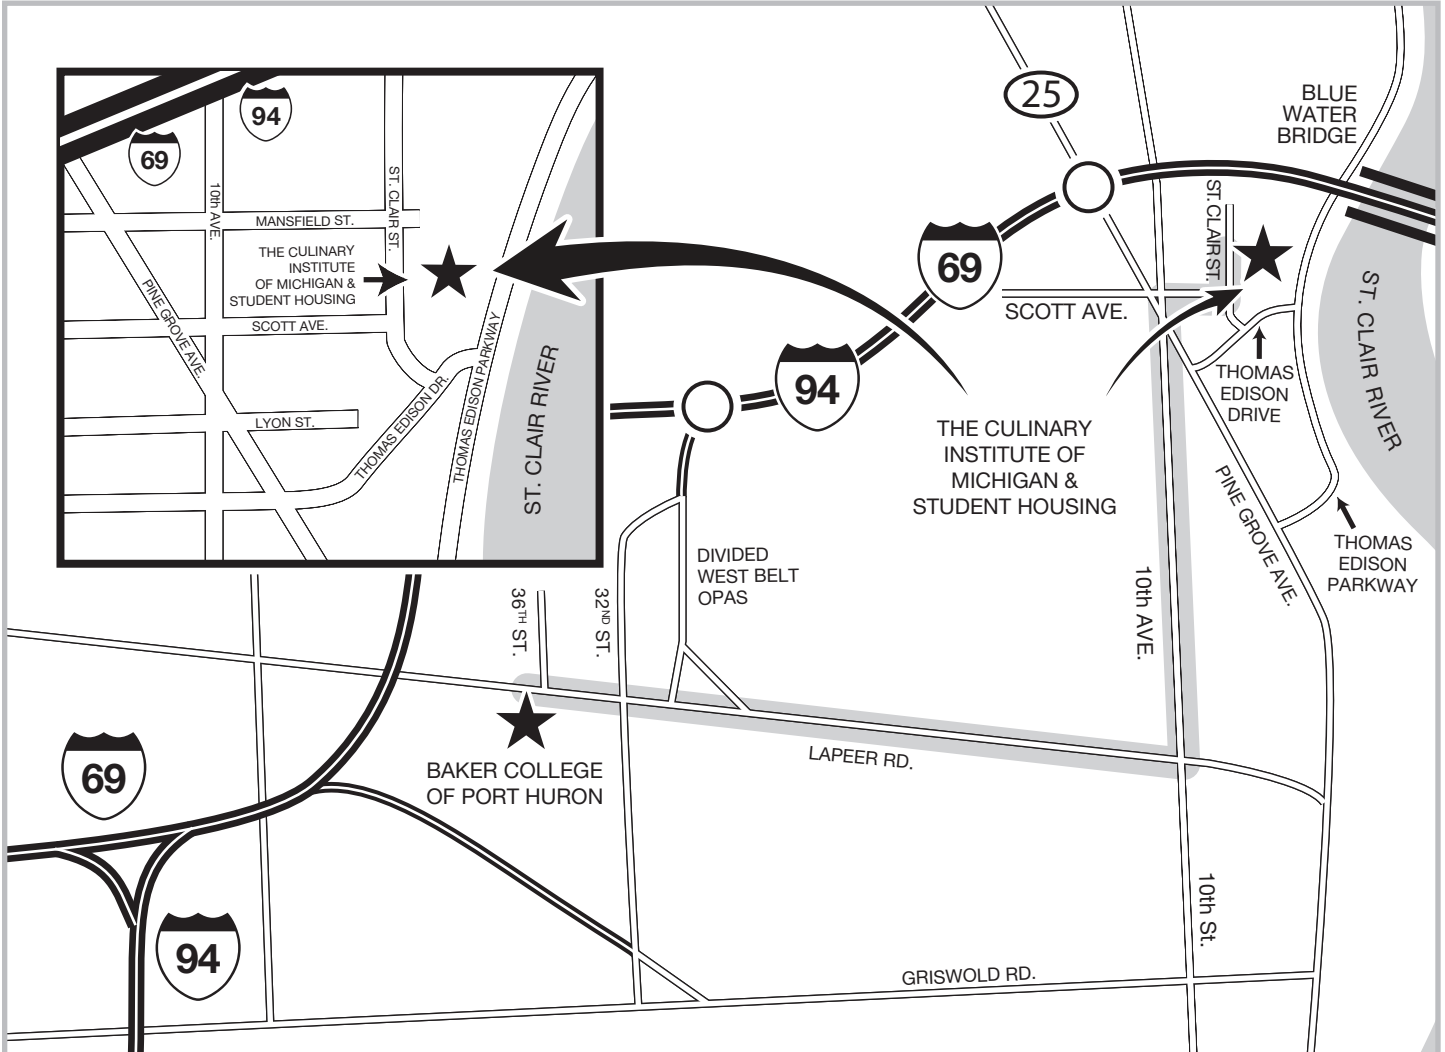 94
69
10th AVE.
ST. CLAIR ST.
MANSFIELD ST.
THE CULINARY
INSTITUTE
OF MICHIGAN &
STUDENT HOUSING
PINE GROVE AVE.
SCOTT AVE.
LYON ST.
THOMAS EDISON DR.
THOMAS EDISON PARKWAY
ST. CLAIR RIVER
25
BLUE
WATER
BRIDGE
ST. CLAIR ST.
69
SCOTT AVE.
94
THOMAS
EDISON
DRIVE
ST. CLAIR RIVER
THE CULINARY
INSTITUTE OF
MICHIGAN &
STUDENT HOUSING
PINE GROVE AVE.
THOMAS
EDISON
PARKWAY
DIVIDED
WEST BELT
OPAS
36TH ST.
32ND ST.
10th AVE.
69
BAKER COLLEGE
OF PORT HURON
LAPEER RD.
94
10th St.
GRISWOLD RD.